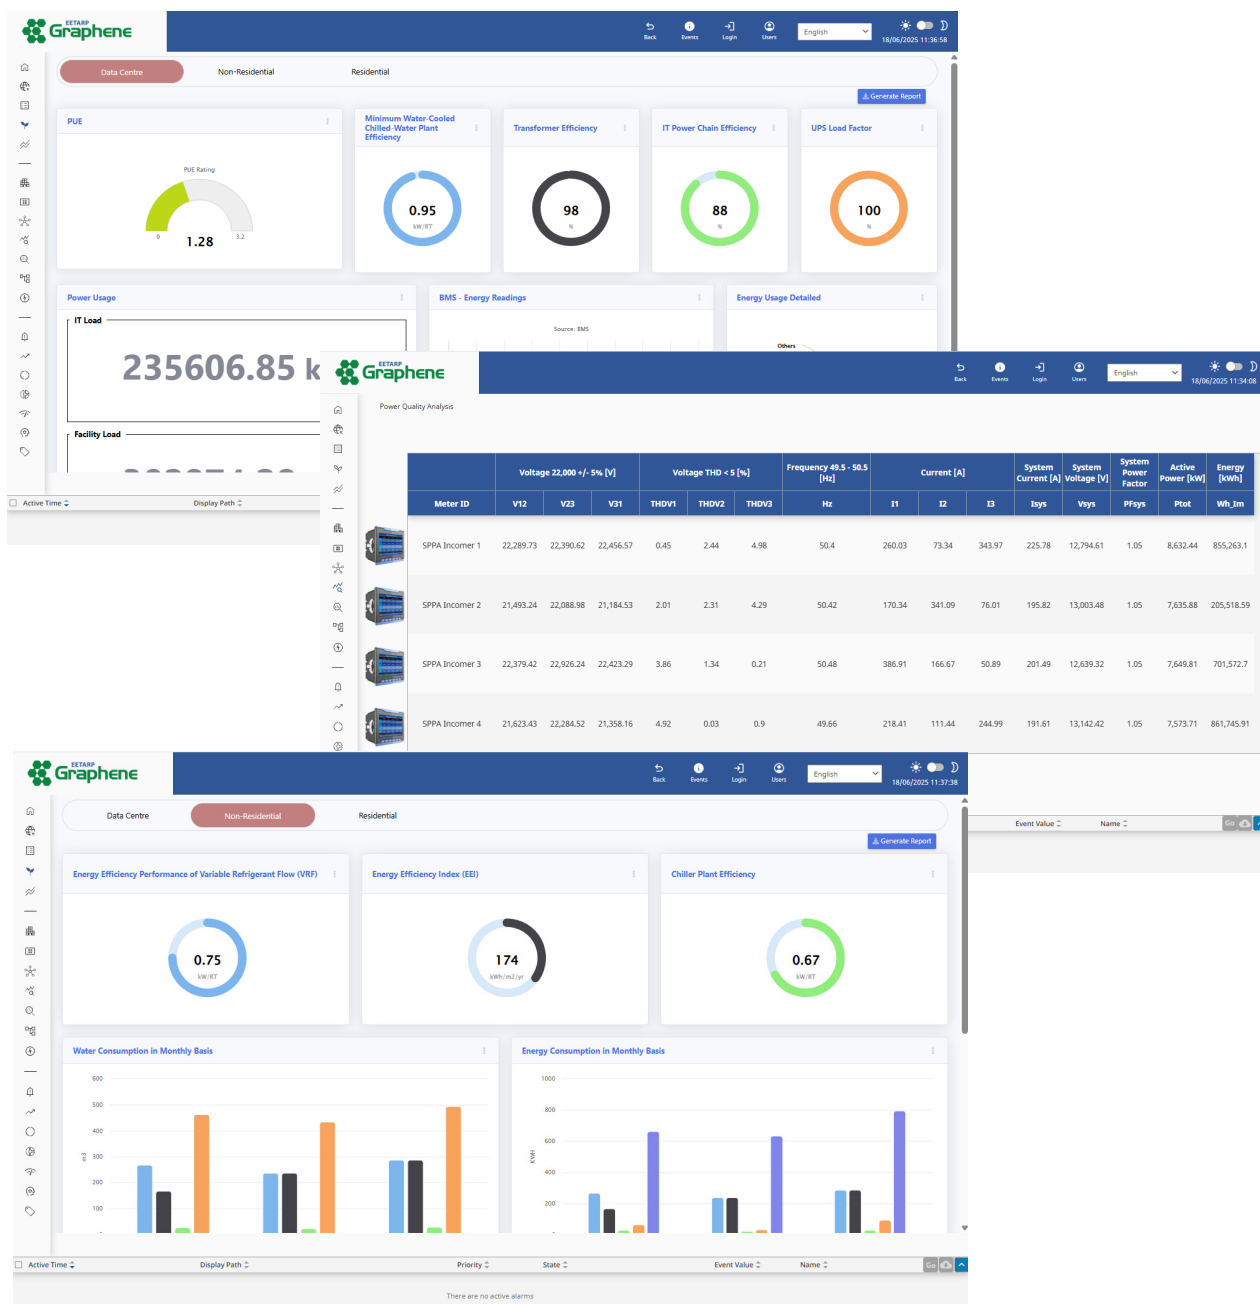 EETARP
Graphene
Back
Events
Login
Users
English
18/06/2025 11:36:58
Data Centre
Non-Residential
Residential
Generate Report
PUE
PUE Rating
0
1.28
3.2
Minimum Water-Cooled
Chilled-Water Plant
Efficiency
0.95
kW/RT
Transformer Efficiency
98
%
IT Power Chain Efficiency
88
%
UPS Load Factor
100
%
Power Usage
IT Load
235606.85 k
Facility Load
BMS - Energy Readings
Source: BMS
Energy Usage Detailed
Others
Active Time
Display Path
EETARP
Graphene
Back
Events
Login
Users
English
18/06/2025 11:34:08
Power Quality Analysis
Voltage 22,000 +/- 5% [V]
Voltage THD < 5 [%]
Frequency 49.5 - 50.5 [Hz]
Current [A]
System Current [A]
System Voltage [V]
System Power Factor
Active Power [kW]
Energy [kWh]
Meter ID V12 V23 V31 THDV1 THDV2 THDV3 Hz I1 I2 I3 Isys Vsys PFsys Ptot Wh_Im
SPPA Incomer 1 22,289.73 22,390.62 22,456.57 0.45 2.44 4.98 50.4 260.03 73.34 343.97 225.78 12,794.61 1.05 8,632.44 855,263.1
SPPA Incomer 2 21,493.24 22,088.98 21,184.53 2.01 2.31 4.29 50.42 170.34 341.09 76.01 195.82 13,003.48 1.05 7,635.88 205,518.59
SPPA Incomer 3 22,379.42 22,926.24 22,423.29 3.86 1.34 0.21 50.48 386.91 166.67 50.89 201.49 12,639.32 1.05 7,649.81 701,572.7
SPPA Incomer 4 21,623.43 22,284.52 21,358.16 4.92 0.03 0.9 49.66 218.41 111.44 244.99 191.61 13,142.42 1.05 7,573.71 861,745.91
Event Value
Name
Go
EETARP
Graphene
Back
Events
Login
Users
English
18/06/2025 11:37:38
Data Centre
Non-Residential
Residential
Generate Report
Energy Efficiency Performance of Variable Refrigerant Flow (VRF)
0.75
kW/RT
Energy Efficiency Index (EEI)
174
kWh/m2/yr
Chiller Plant Efficiency
0.67
kW/RT
Water Consumption in Monthly Basis
600
500
400
300
200
100
m3
Energy Consumption in Monthly Basis
1000
800
600
400
200
KWH
Active Time
Display Path
Priority
State
Event Value
Name
Go
There are no active alarms